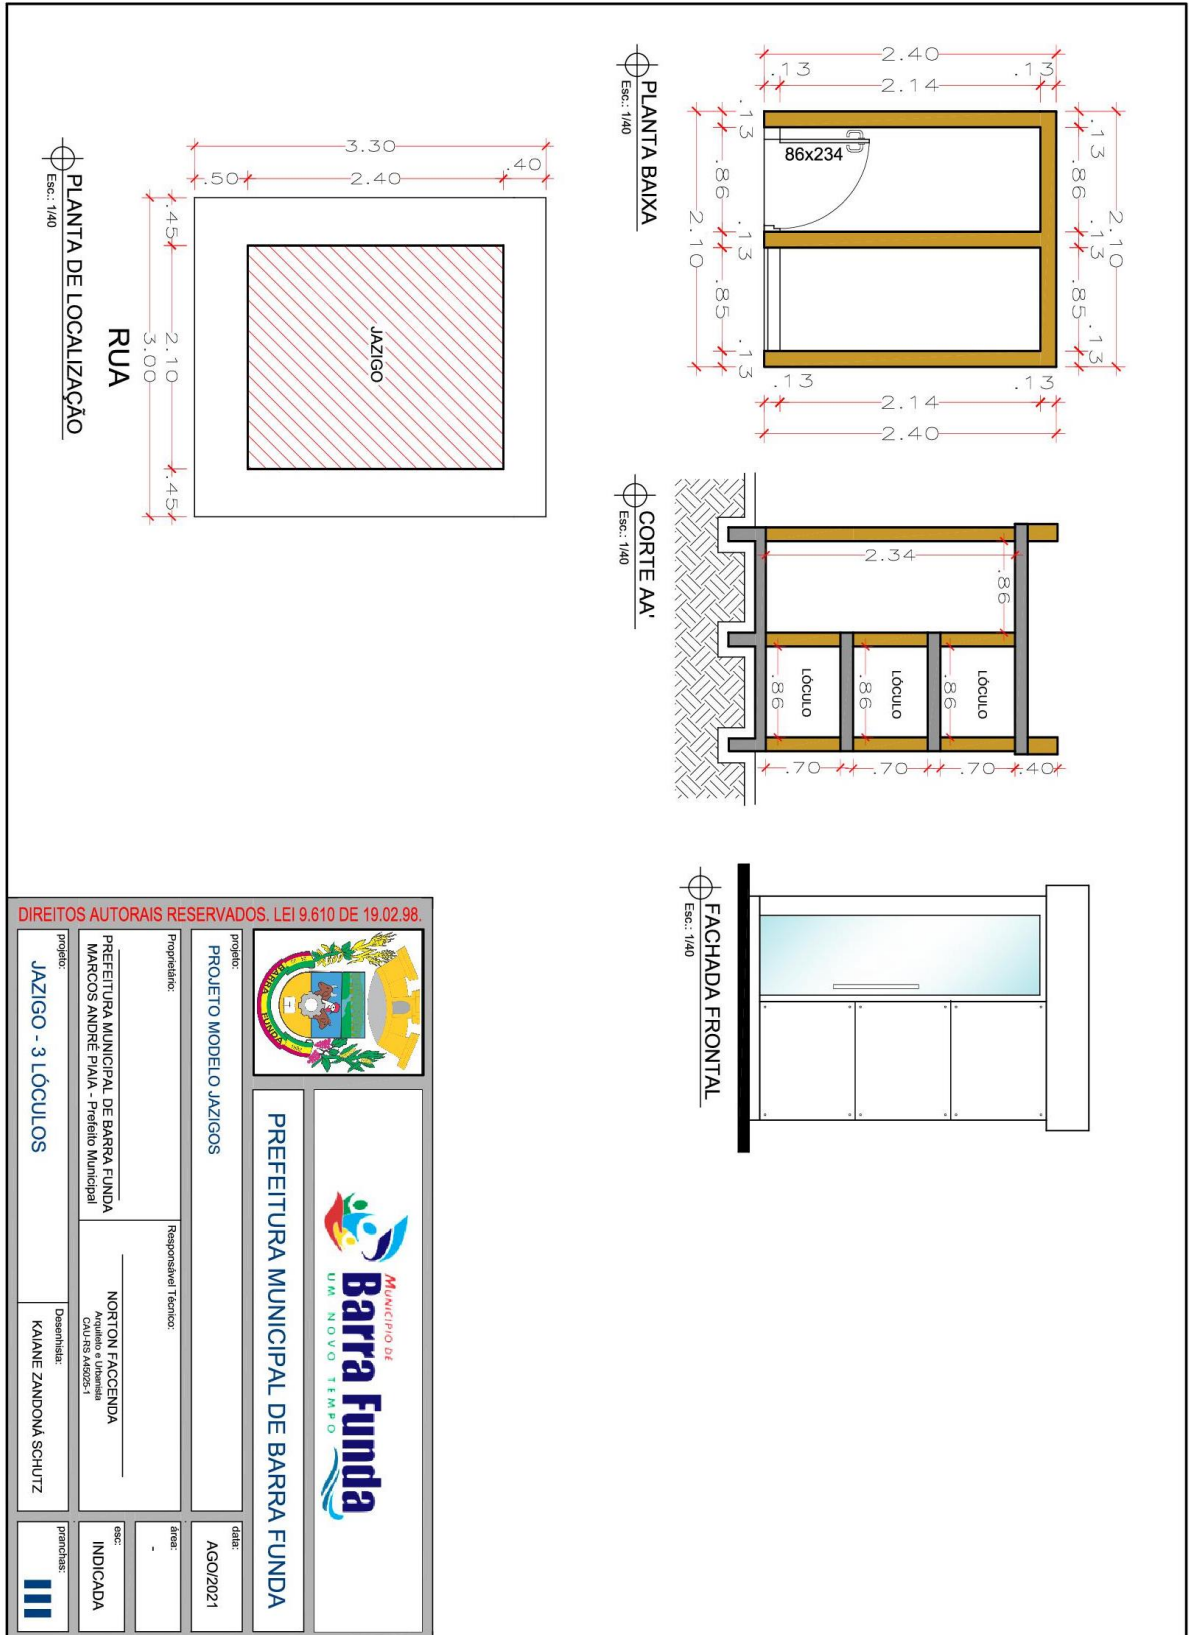 2.10
.13 .86 .13 .85 .13
2.40
.13
2.14
.13
86x234
.13
2.14
.13
2.40
.13 .86 .13 .85 .13
2.10
PLANTA BAIXA
Esc.: 1/40
.40
.86
2.34
LÓCULO
.86
.70
LÓCULO
.86
.70
LÓCULO
.86
.70
CORTE AA'
Esc.: 1/40
FACHADA FRONTAL
Esc.: 1/40
3.30
.40
2.40
.50
JAZIGO
.45 2.10 .45
3.00
RUA
PLANTA DE LOCALIZAÇÃO
Esc.: 1/40
DIREITOS AUTORAIS RESERVADOS. LEI 9.610 DE 19.02.98.
BARRA FUNDA
MUNICÍPIO DE
Barra Funda
UM NOVO TEMPO
PREFEITURA MUNICIPAL DE BARRA FUNDA
projeto:
PROJETO MODELO JAZIGOS
data:
AGO/2021
Proprietário:
PREFEITURA MUNICIPAL DE BARRA FUNDA
MARCOS ANDRÉ PIAIA - Prefeito Municipal
Responsável Técnico:
NORTON FACCENDA
Arquiteto e Urbanista
CAU-RS A45025-1
área:
-
esc:
INDICADA
projeto:
JAZIGO - 3 LÓCULOS
Desenhista:
KAIANE ZANDONÁ SCHUTZ
pranchas:
III